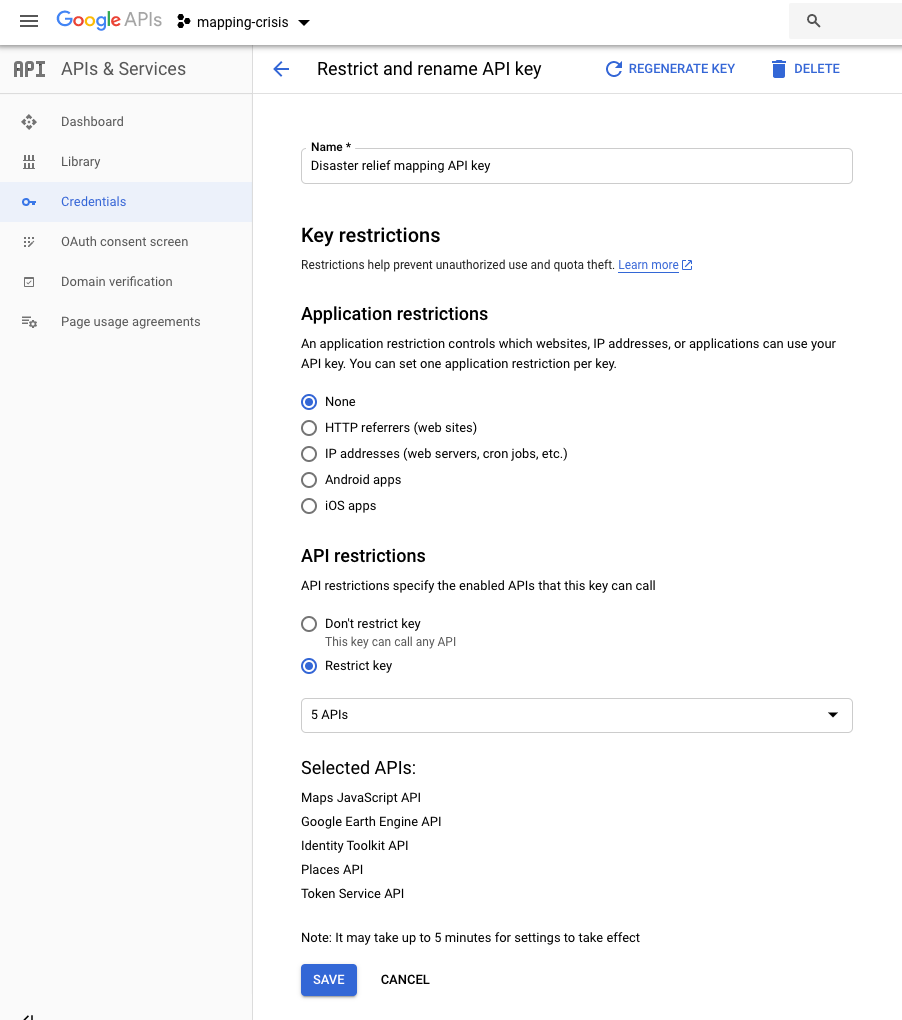 Google APIs
mapping-crisis
API APIs & Services
Restrict and rename API key
REGENERATE KEY
DELETE
Dashboard
Library
Credentials
OAuth consent screen
Domain verification
Page usage agreements
Name *
Disaster relief mapping API key
Key restrictions
Restrictions help prevent unauthorized use and quota theft. Learn more
Application restrictions
An application restriction controls which websites, IP addresses, or applications can use your
API key. You can set one application restriction per key.
None
HTTP referrers (web sites)
IP addresses (web servers, cron jobs, etc.)
Android apps
iOS apps
API restrictions
API restrictions specify the enabled APIs that this key can call
Don't restrict key
This key can call any API
Restrict key
5 APIs
Selected APIs:
Maps JavaScript API
Google Earth Engine API
Identity Toolkit API
Places API
Token Service API
Note: It may take up to 5 minutes for settings to take effect
SAVE
CANCEL